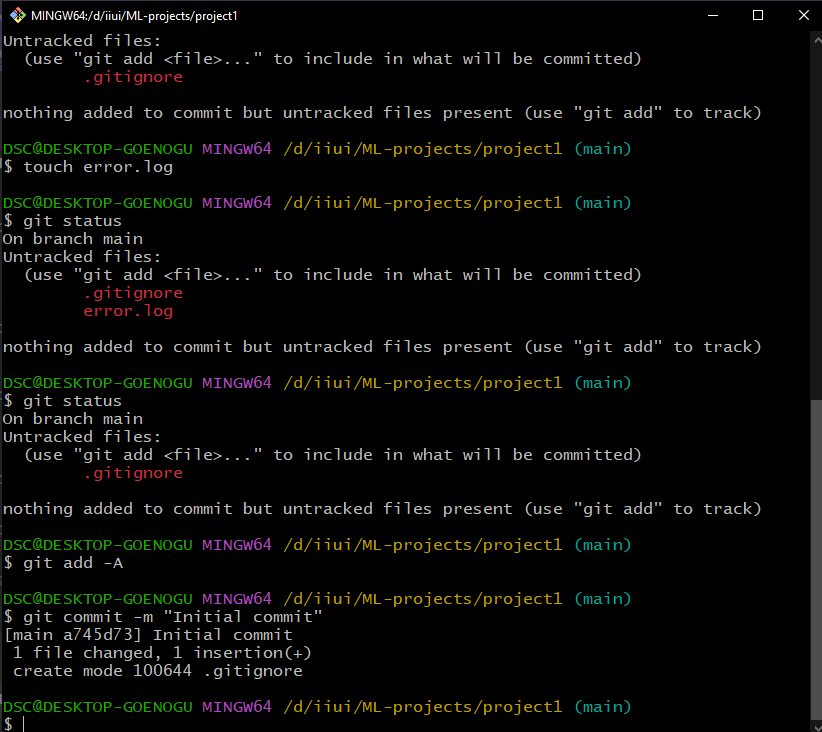 MINGW64:/d/iiui/ML-projects/project1
Untracked files:
  (use "git add <file>..." to include in what will be committed)
        .gitignore

nothing added to commit but untracked files present (use "git add" to track)

DSC@DESKTOP-GOENOGU MINGW64 /d/iiui/ML-projects/project1 (main)
$ touch error.log

DSC@DESKTOP-GOENOGU MINGW64 /d/iiui/ML-projects/project1 (main)
$ git status
On branch main
Untracked files:
  (use "git add <file>..." to include in what will be committed)
        .gitignore
        error.log

nothing added to commit but untracked files present (use "git add" to track)

DSC@DESKTOP-GOENOGU MINGW64 /d/iiui/ML-projects/project1 (main)
$ git status
On branch main
Untracked files:
  (use "git add <file>..." to include in what will be committed)
        .gitignore

nothing added to commit but untracked files present (use "git add" to track)

DSC@DESKTOP-GOENOGU MINGW64 /d/iiui/ML-projects/project1 (main)
$ git add -A

DSC@DESKTOP-GOENOGU MINGW64 /d/iiui/ML-projects/project1 (main)
$ git commit -m "Initial commit"
[main a745d73] Initial commit
 1 file changed, 1 insertion(+)
 create mode 100644 .gitignore

DSC@DESKTOP-GOENOGU MINGW64 /d/iiui/ML-projects/project1 (main)
$